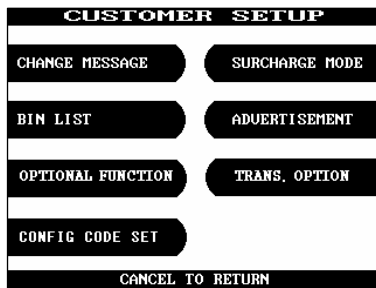 CUSTOMER SETUP
CHANGE MESSAGE
SURCHARGE MODE
BIN LIST
ADVERTISEMENT
OPTIONAL FUNCTION
TRANS. OPTION
CONFIG CODE SET
CANCEL TO RETURN